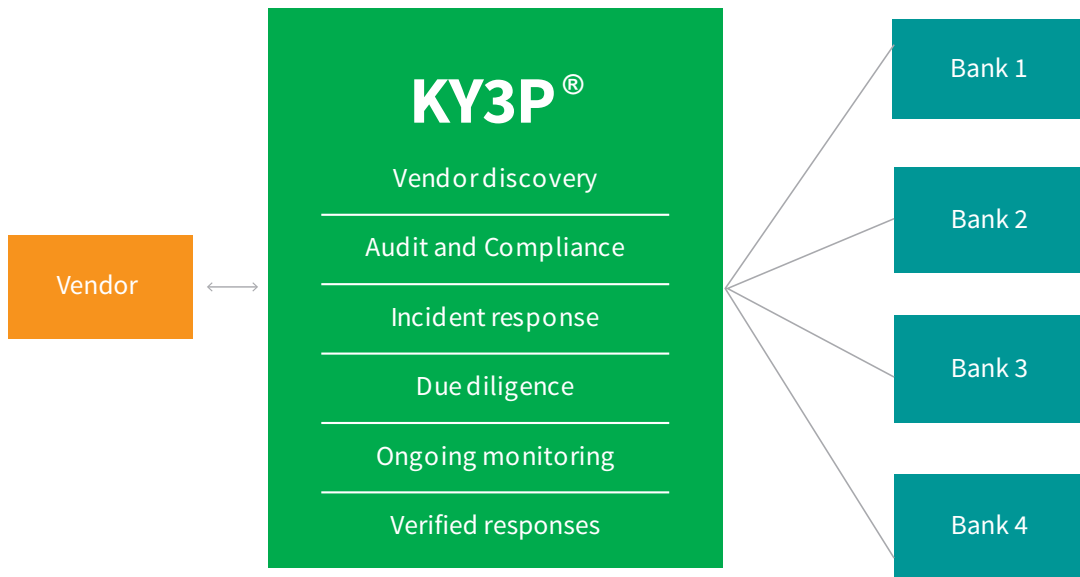 Vendor
KY3P®
Vendor discovery
Audit and Compliance
Incident response
Due diligence
Ongoing monitoring
Verified responses
Bank 1
Bank 2
Bank 3
Bank 4